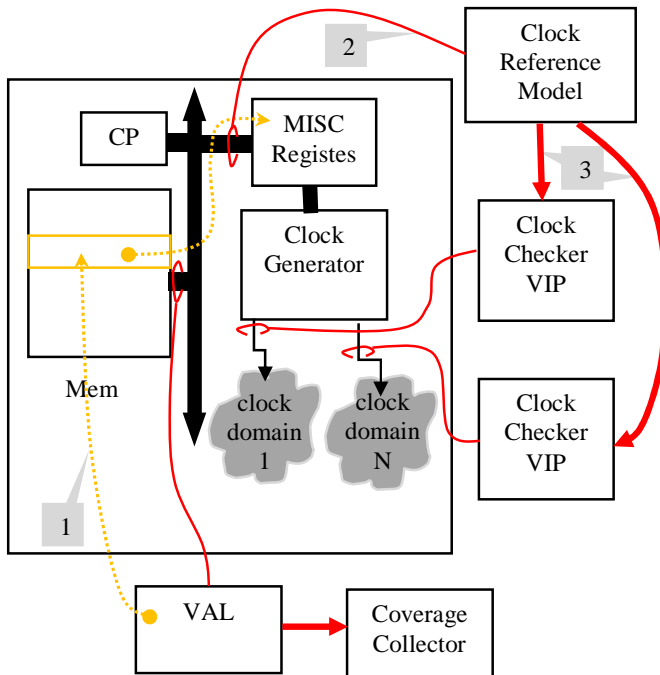 2
Clock
Reference
Model
CP
MISC
Registes
3
Clock
Generator
Clock
Checker
VIP
Mem
clock
domain
1
clock
domain
N
Clock
Checker
VIP
1
VAL
Coverage
Collector